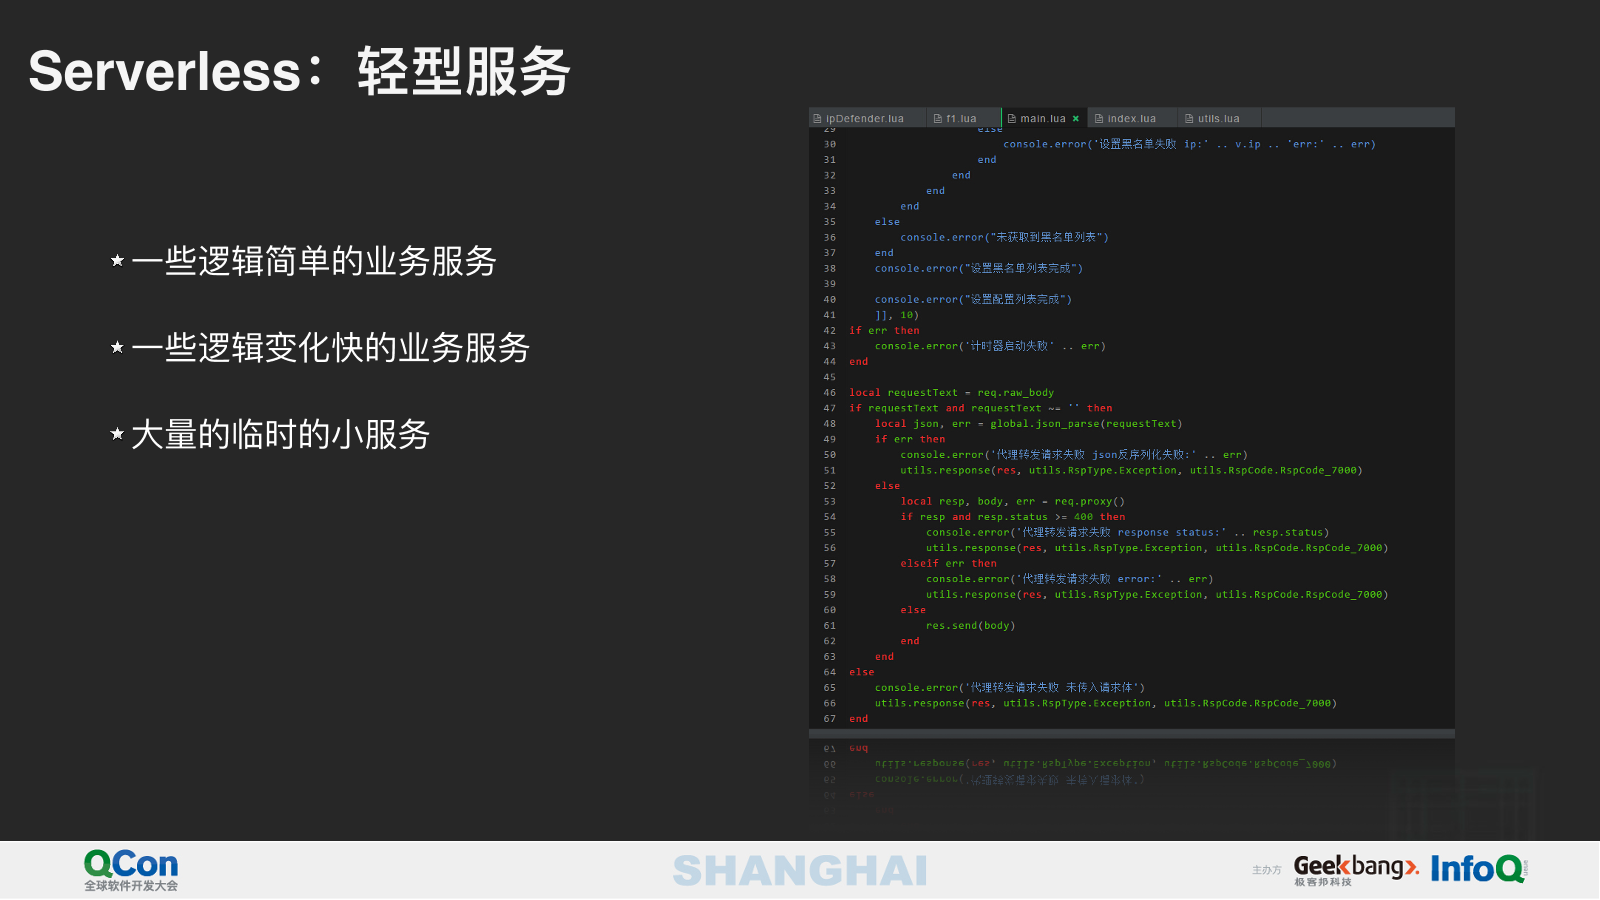 Serverless：轻型服务
一些逻辑简单的业务服务
一些逻辑变化快的业务服务
大量的临时的小服务
ipDefender.lua f1.lua main.lua × index.lua utils.lua
29 else
30 console.error('设置黑名单失败 ip:' .. v.ip .. 'err:' .. err)
31 end
32 end
33 end
34 end
35 else
36 console.error("未获取到黑名单列表")
37 end
38 console.error("设置黑名单列表完成")
39
40 console.error("设置配置列表完成")
41 ]], 10)
42 if err then
43 console.error('计时器启动失败' .. err)
44 end
45
46 local requestText = req.raw_body
47 if requestText and requestText ~= '' then
48 local json, err = global.json_parse(requestText)
49 if err then
50 console.error('代理转发请求失败 json反序列化失败:' .. err)
51 utils.response(res, utils.RspType.Exception, utils.RspCode.RspCode_7000)
52 else
53 local resp, body, err = req.proxy()
54 if resp and resp.status >= 400 then
55 console.error('代理转发请求失败 response status:' .. resp.status)
56 utils.response(res, utils.RspType.Exception, utils.RspCode.RspCode_7000)
57 elseif err then
58 console.error('代理转发请求失败 error:' .. err)
59 utils.response(res, utils.RspType.Exception, utils.RspCode.RspCode_7000)
60 else
61 res.send(body)
62 end
63 end
64 else
65 console.error('代理转发请求失败 未传入请求体')
66 utils.response(res, utils.RspType.Exception, utils.RspCode.RspCode_7000)
67 end
QCon
全球软件开发大会
SHANGHAI
主办方
Geekbang
极客邦科技
InfoQ